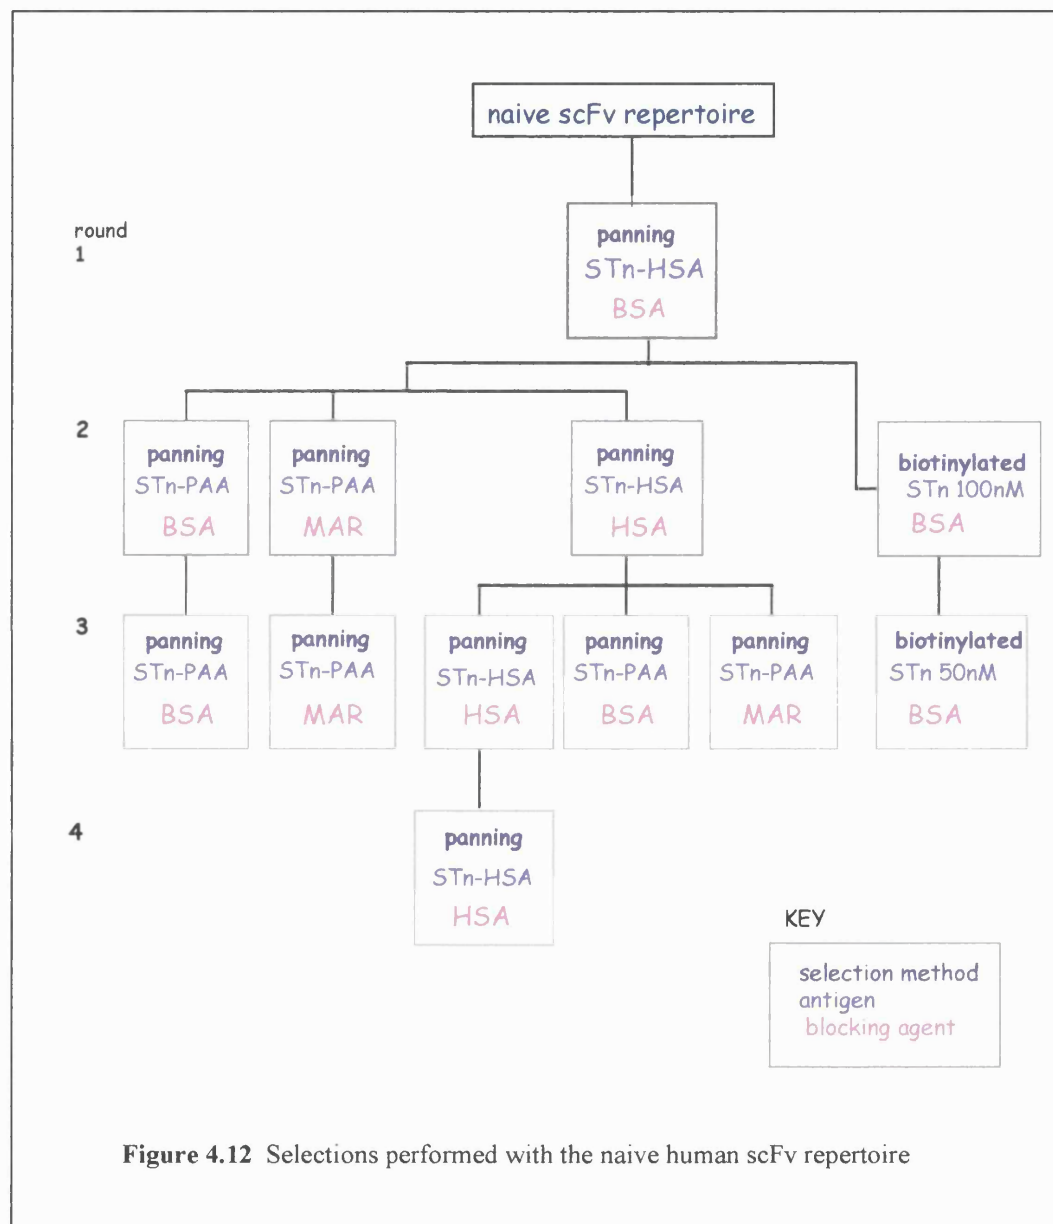 naive scFv repertoire
round
1
panning
STn-HSA
BSA
2
panning
STn-PAA
BSA
panning
STn-PAA
MAR
panning
STn-HSA
HSA
biotinylated
STn 100nM
BSA
3
panning
STn-PAA
BSA
panning
STn-PAA
MAR
panning
STn-HSA
HSA
panning
STn-PAA
BSA
panning
STn-PAA
MAR
biotinylated
STn 50nM
BSA
4
panning
STn-HSA
HSA
KEY
selection method
antigen
blocking agent
Figure 4.12 Selections performed with the naive human scFv repertoire